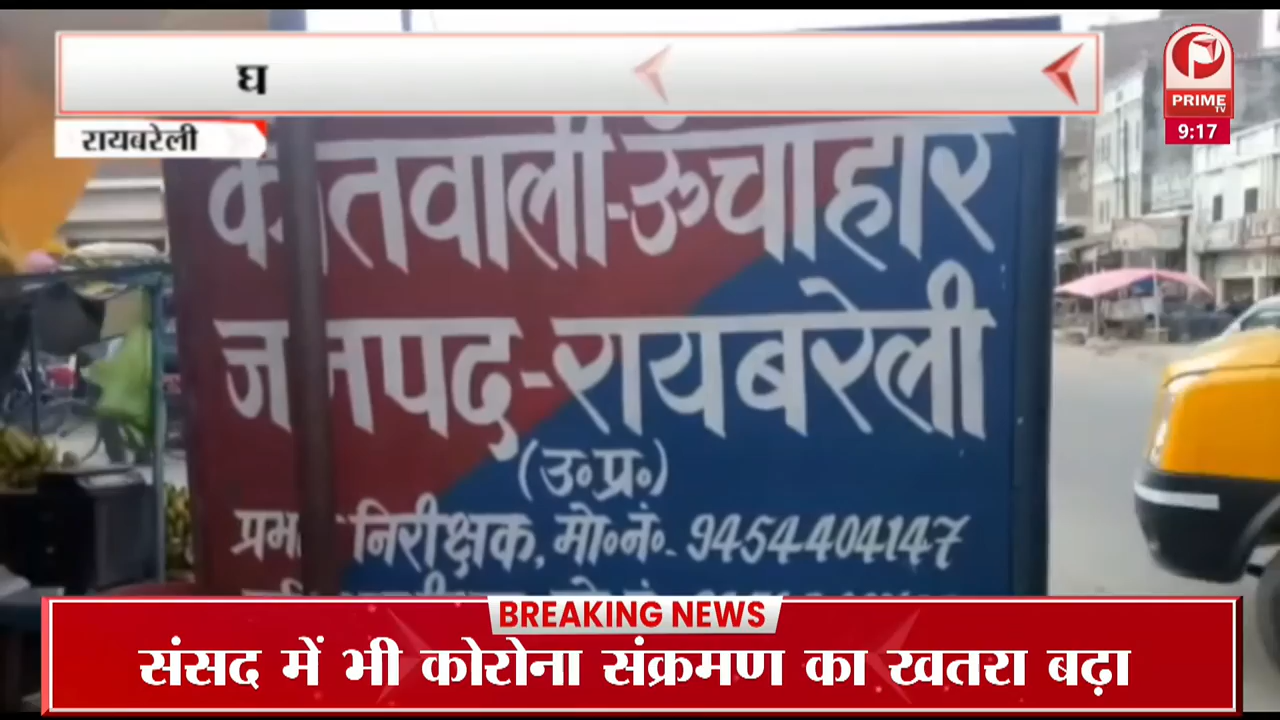 घ
PRIME
TV
9:17
रायबरेली
कोतवाली-ऊंचाहार
जनपद-रायबरेली
(उ०प्र०)
निरीक्षक, मो०नं०- 9454404147
BREAKING NEWS
संसद में भी कोरोना संक्रमण का खतरा बढ़ा